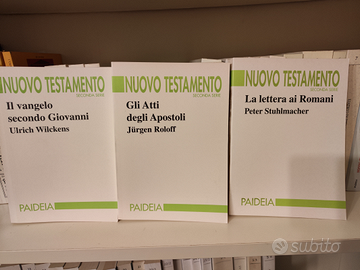 NUOVO TESTAMENTO
SECONDA SERIE
Il vangelo
secondo Giovanni
Ulrich Wilckens
PAIDEIA
NUOVO TESTAMENTO
SECONDA SERIE
Gli Atti
degli Apostoli
Jürgen Roloff
PAIDEIA
NUOVO TESTAMENTO
SECONDA SERIE
La lettera ai Romani
Peter Stuhlmacher
PAIDEIA
subito